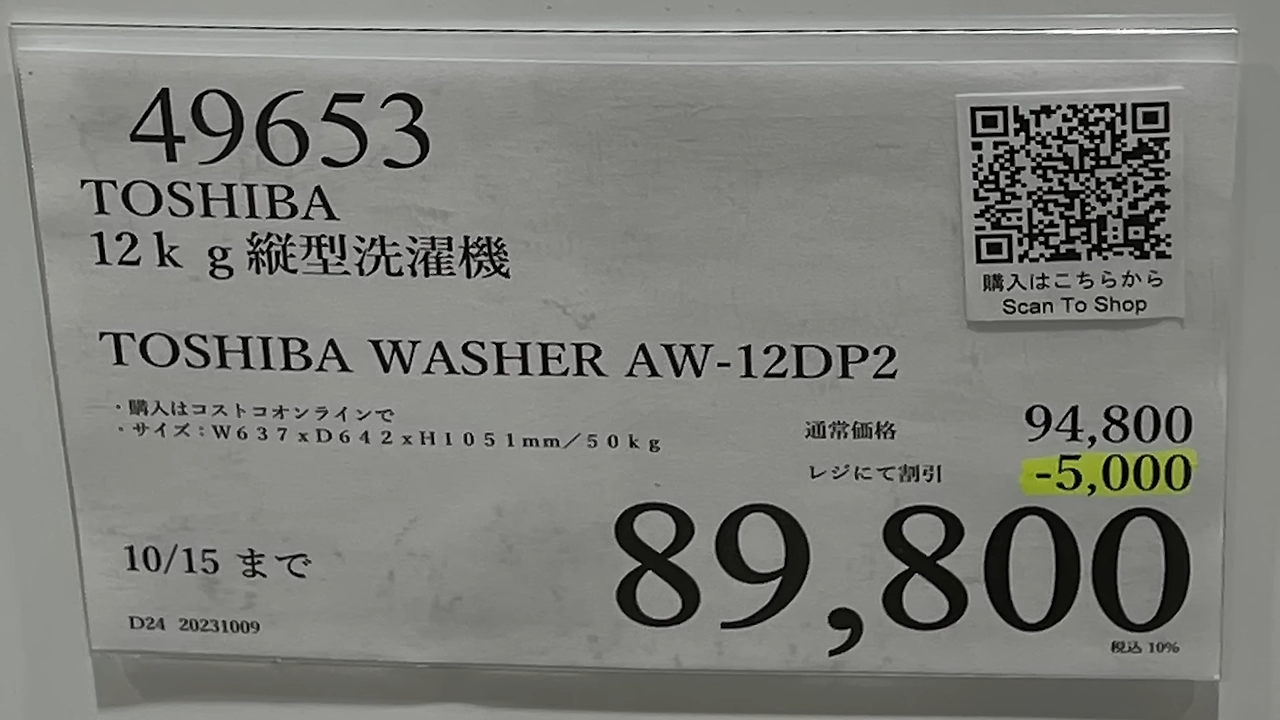 49653
TOSHIBA
12kg縦型洗濯機
購入はこちらから
Scan To Shop
TOSHIBA WASHER AW-12DP2
・購入はコストコオンラインで
・サイズ：W637xD642xH1051mm／50kg
通常価格 94,800
レジにて割引 -5,000
89,800
10/15 まで
税込 10%
D24 20231009